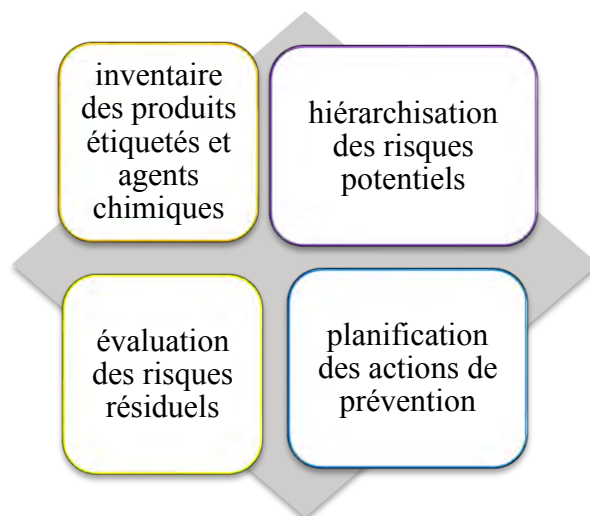 inventaire
des produits
étiquetés et
agents
chimiques
hiérarchisation
des risques
potentiels
évaluation
des risques
résiduels
planification
des actions de
prévention